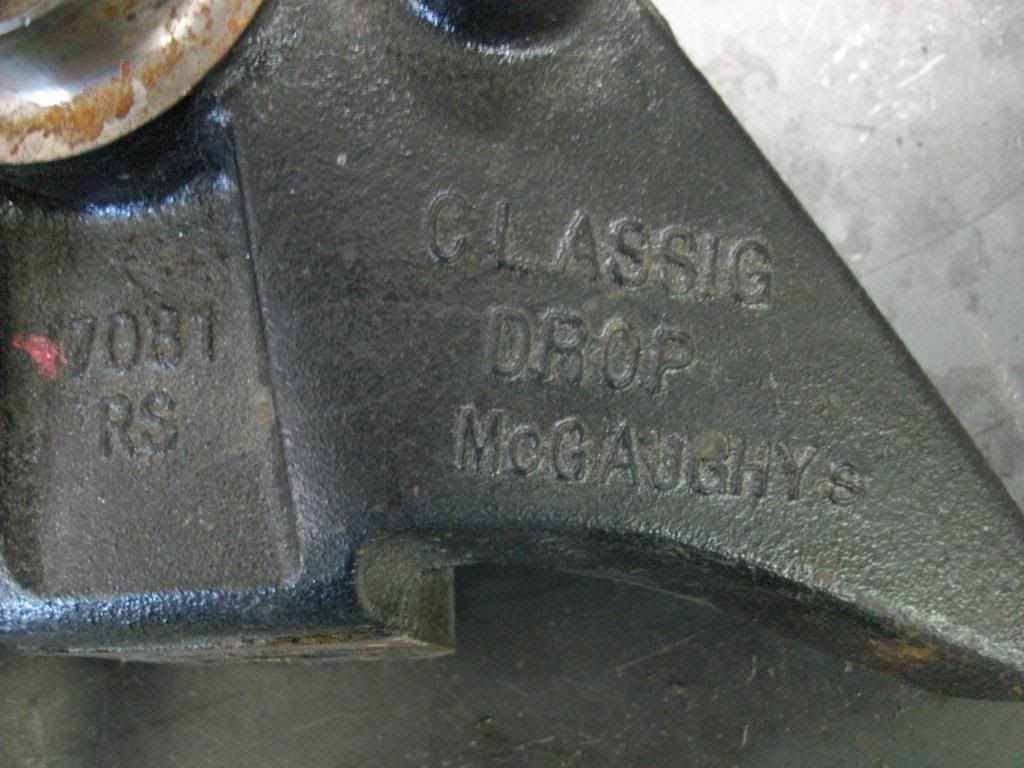 CLASSIC
DROP
McGAUGHYs
7081
RS